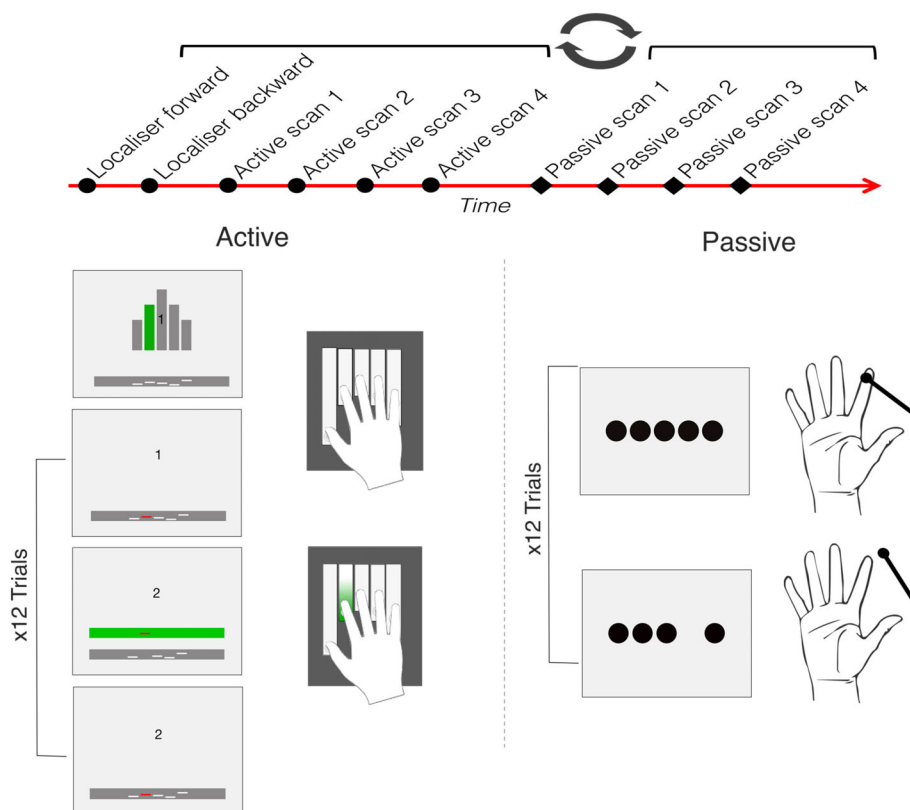 Localiser forward
Localiser backward
Active scan 1
Active scan 2
Active scan 3
Active scan 4
Passive scan 1
Passive scan 2
Passive scan 3
Passive scan 4
Time
Active
Passive
1
1
x12 Trials
2
2
x12 Trials